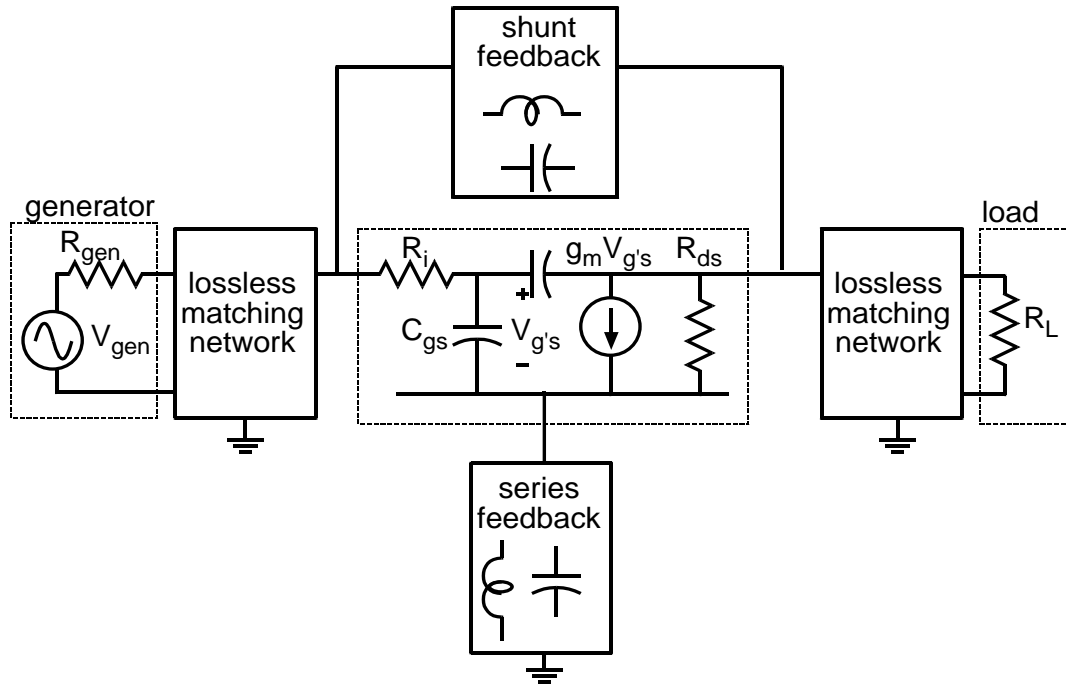 shunt
feedback
generator
R_gen
V_gen
lossless
matching
network
R_i
C_gs
+
V_g's
-
g_mV_g's
R_ds
lossless
matching
network
load
R_L
series
feedback